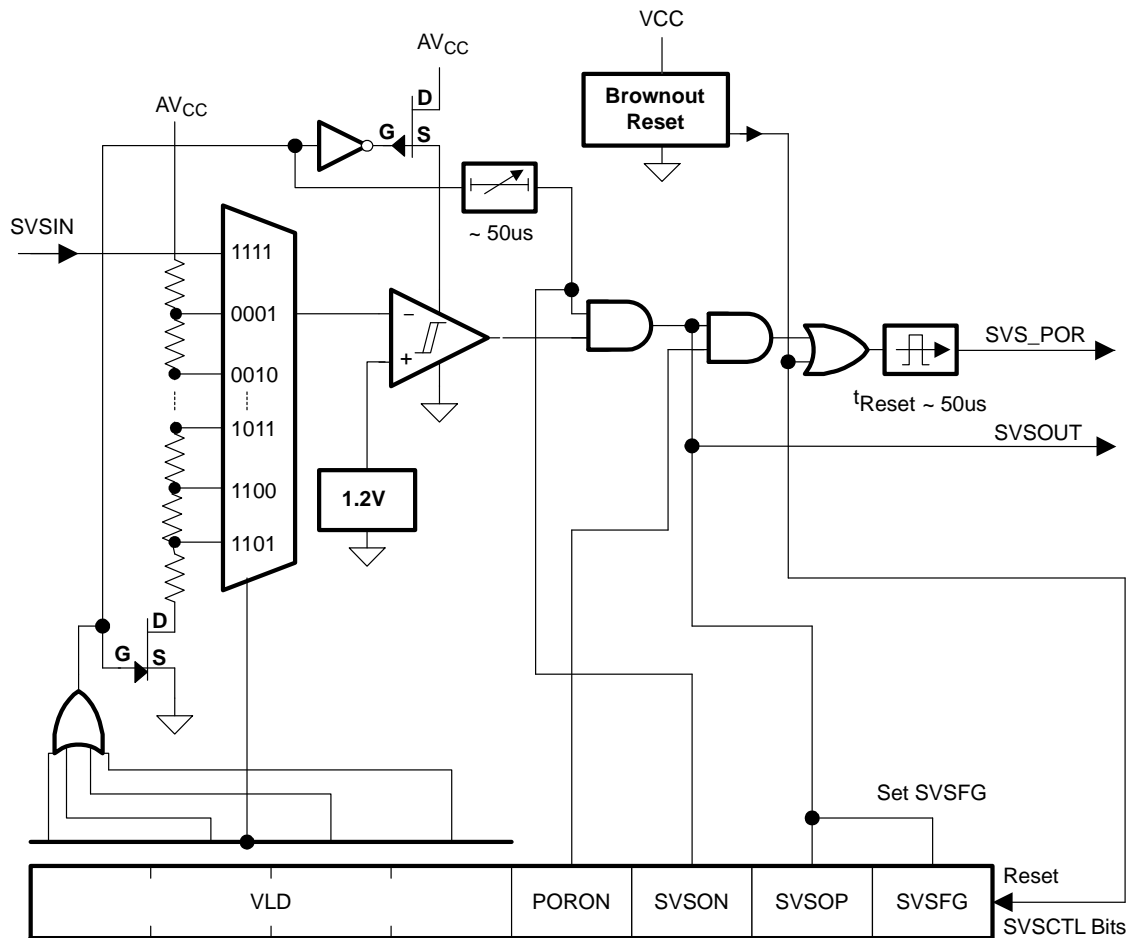 VCC
AVCC
Brownout
Reset
AVCC
D
G S
SVSIN
~ 50us
1111
0001
0010
1011
1100
1101
–
+
1.2V
SVS_POR
tReset ~ 50us
SVSOUT
D
G S
Set SVSFG
VLD
PORON
SVSON
SVSOP
SVSFG
Reset
SVSCTL Bits